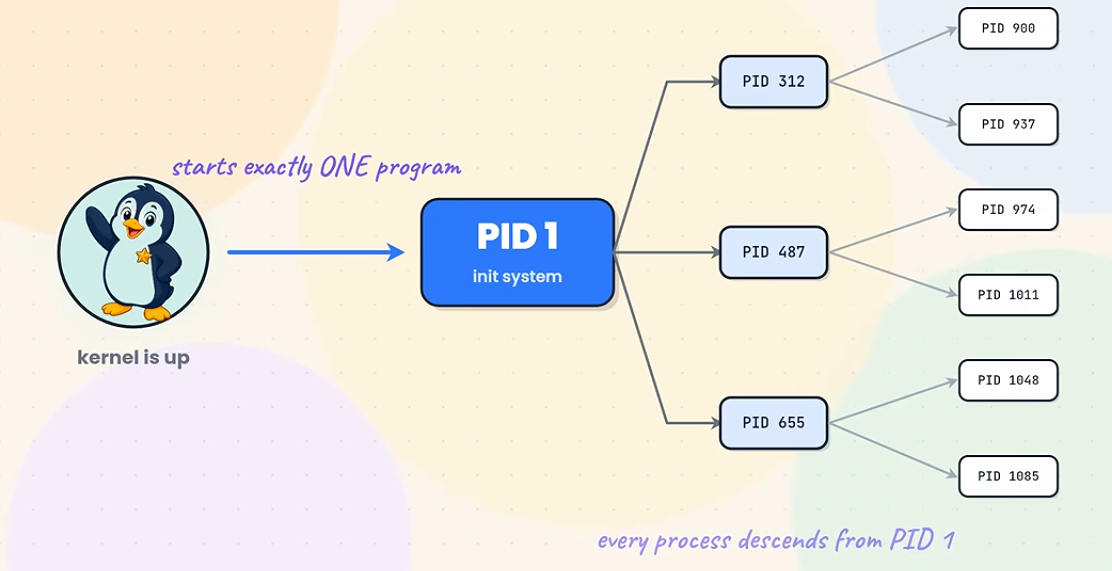 starts exactly ONE program
kernel is up
PID 1
init system
PID 312
PID 487
PID 655
PID 900
PID 937
PID 974
PID 1011
PID 1048
PID 1085
every process descends from PID 1